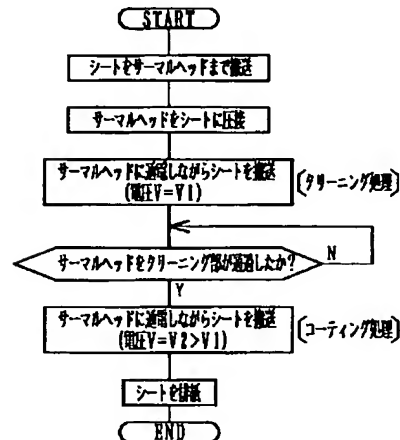 START
シートをサーマルヘッドまで搬送
サーマルヘッドをシートに圧接
サーマルヘッドに通電しながらシートを搬送
(電圧V=V1)
[クリーニング処理]
サーマルヘッドをクリーニング部が通過したか?
N
Y
サーマルヘッドに通電しながらシートを搬送
(電圧V=V2>V1)
[コーティング処理]
シートを排紙
END